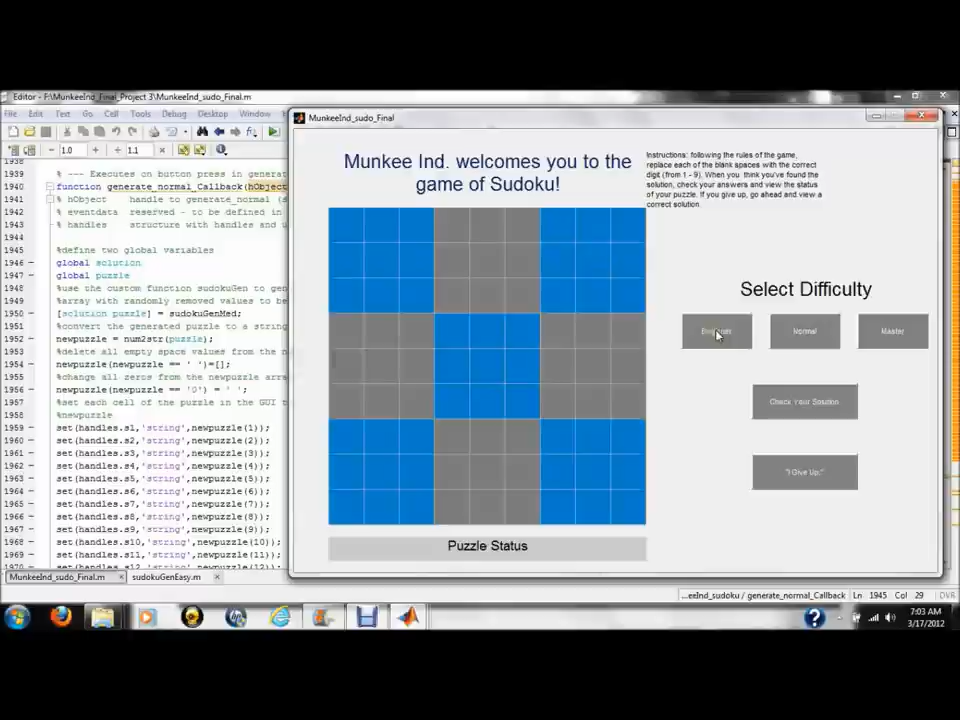 Editor - F:\MunkeeInd_Final_Project 3\MunkeeInd_sudo_Final.m
File Edit Text Go Cell Tools Debug Desktop Window
1.0 + ÷ 1.1 ×
1938
1939 % --- Executes on button press in generat
1940 function generate_normal_Callback(hObject
1941 % hObject handle to generate_normal (s
1942 % eventdata reserved - to be defined in
1943 % handles structure with handles and u
1944
1945 %define two global variables
1946 global solution
1947 global puzzle
1948 %use the custom function sudokuGen to gen
1949 %array with randomly removed values to be
1950 [solution puzzle] = sudokuGenMed;
1951 %convert the generated puzzle to a string
1952 newpuzzle = num2str(puzzle);
1953 %delete all empty space values from the n
1954 newpuzzle(newpuzzle == ' ')=[];
1955 %change all zeros from the newpuzzle arra
1956 newpuzzle(newpuzzle == '0') = ' ';
1957 %set each cell of the puzzle in the GUI t
1958 %newpuzzle
1959 set(handles.s1,'string',newpuzzle(1));
1960 set(handles.s2,'string',newpuzzle(2));
1961 set(handles.s3,'string',newpuzzle(3));
1962 set(handles.s4,'string',newpuzzle(4));
1963 set(handles.s5,'string',newpuzzle(5));
1964 set(handles.s6,'string',newpuzzle(6));
1965 set(handles.s7,'string',newpuzzle(7));
1966 set(handles.s8,'string',newpuzzle(8));
1967 set(handles.s9,'string',newpuzzle(9));
1968 set(handles.s10,'string',newpuzzle(10));
1969 set(handles.s11,'string',newpuzzle(11));
1970 set(handles.s12,'string',newpuzzle(12));
MunkeeInd_sudo_Final.m × sudokuGenEasy.m ×
MunkeeInd_sudo_Final
Munkee Ind. welcomes you to the
game of Sudoku!
Instructions: following the rules of the game,
replace each of the blank spaces with the correct
digit (from 1 - 9). When you think you've found the
solution, check your answers and view the status
of your puzzle. If you give up, go ahead and view a
correct solution.
Select Difficulty
Normal
Master
Check Your Solution
"I Give Up."
Puzzle Status
...eeInd_sudoku / generate_normal_Callback Ln 1945 Col 29 OVR
7:03 AM
3/17/2012